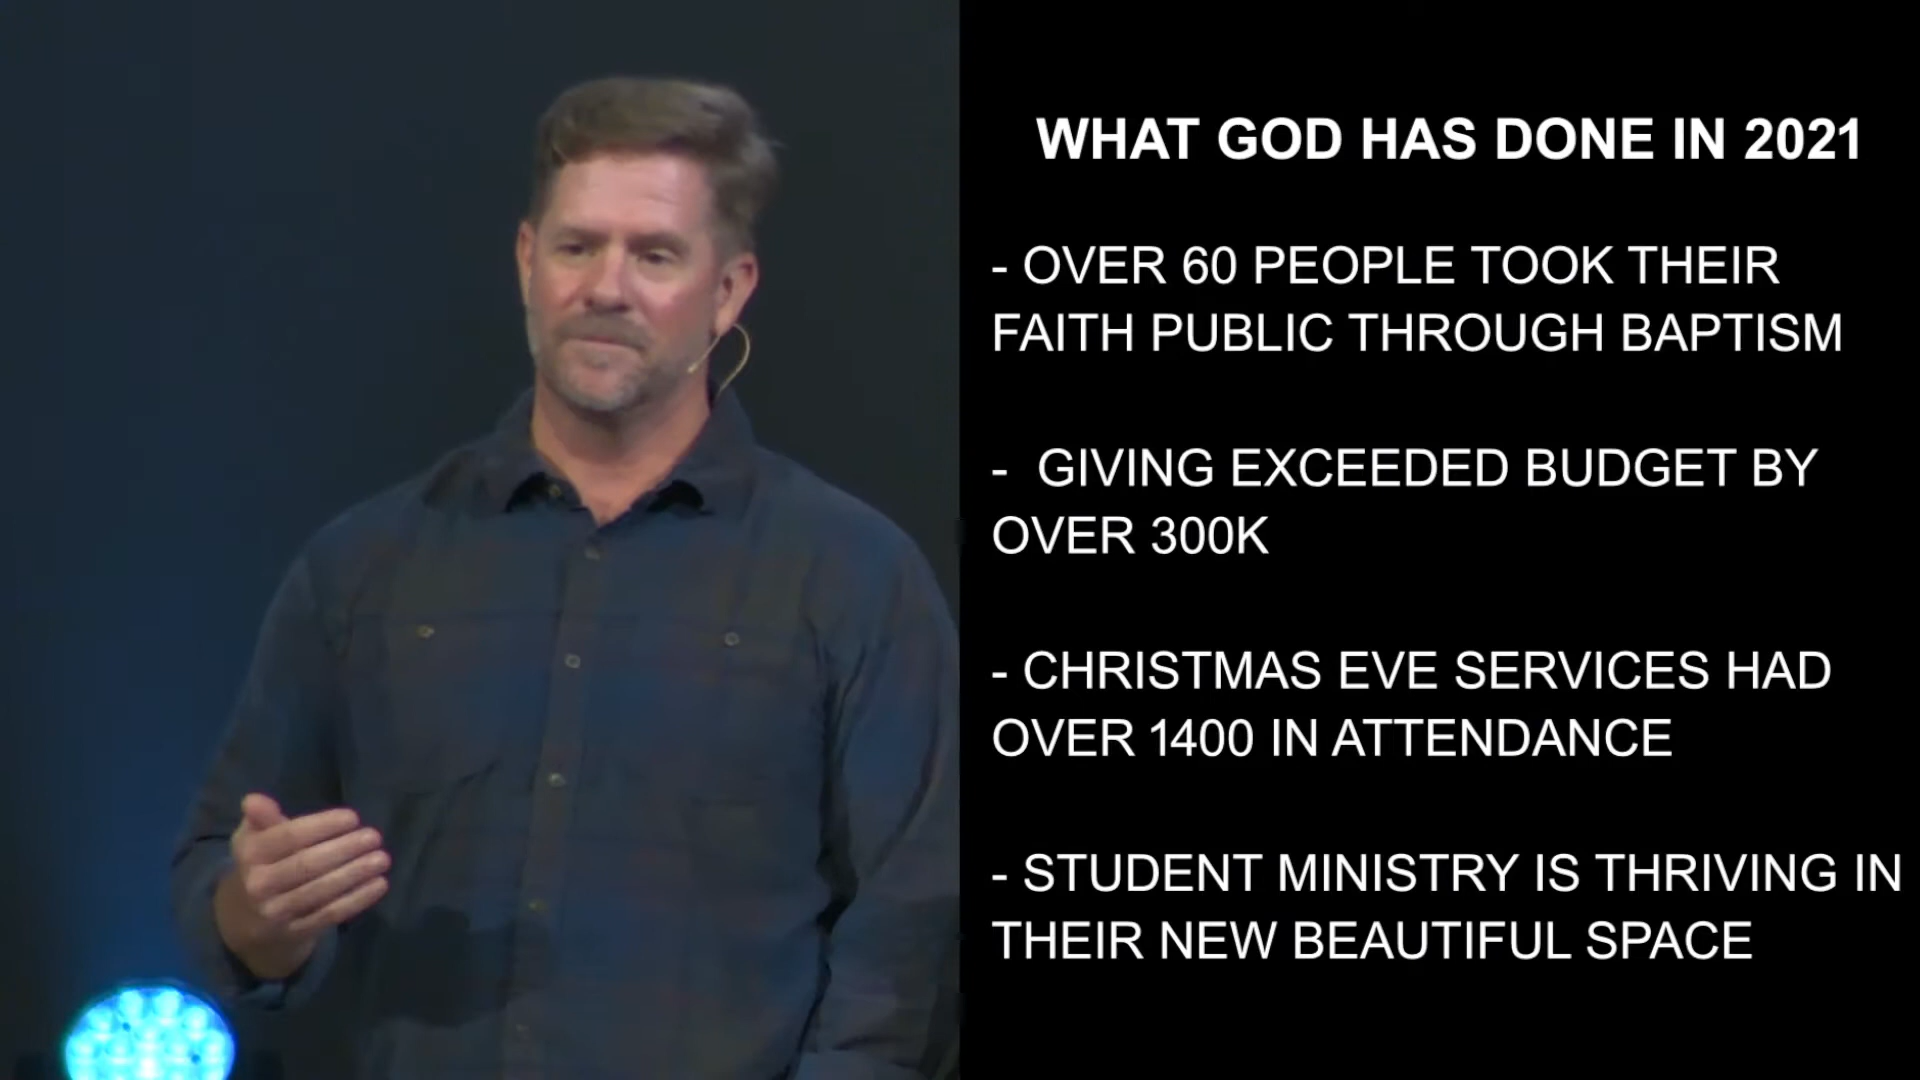 WHAT GOD HAS DONE IN 2021
- OVER 60 PEOPLE TOOK THEIR
FAITH PUBLIC THROUGH BAPTISM
- GIVING EXCEEDED BUDGET BY
OVER 300K
- CHRISTMAS EVE SERVICES HAD
OVER 1400 IN ATTENDANCE
- STUDENT MINISTRY IS THRIVING IN
THEIR NEW BEAUTIFUL SPACE